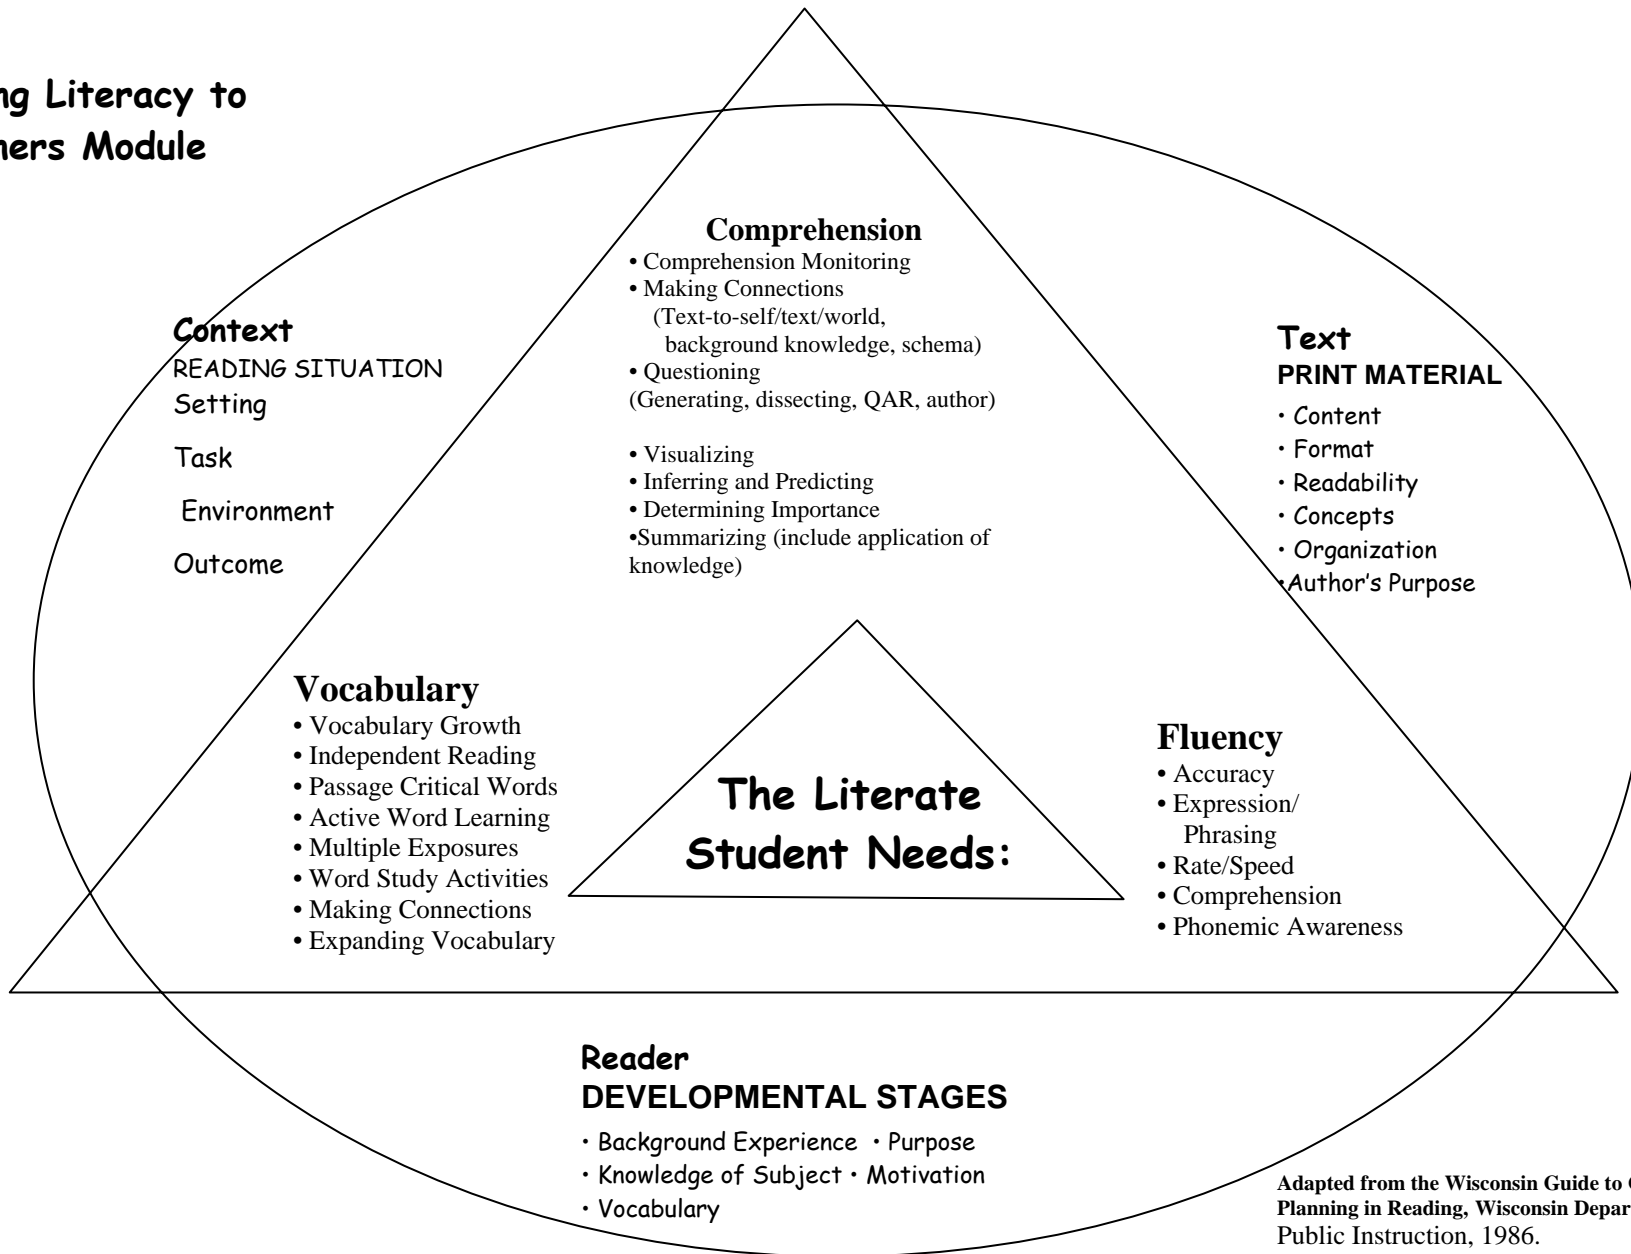 ng Literacy to
ners Module
Comprehension
• Comprehension Monitoring
• Making Connections
(Text-to-self/text/world,
background knowledge, schema)
• Questioning
(Generating, dissecting, QAR, author)
• Visualizing
• Inferring and Predicting
• Determining Importance
•Summarizing (include application of
knowledge)
Context
READING SITUATION
Setting
Task
Environment
Outcome
Text
PRINT MATERIAL
• Content
• Format
• Readability
• Concepts
• Organization
•Author's Purpose
Vocabulary
• Vocabulary Growth
• Independent Reading
• Passage Critical Words
• Active Word Learning
• Multiple Exposures
• Word Study Activities
• Making Connections
• Expanding Vocabulary
The Literate
Student Needs:
Fluency
• Accuracy
• Expression/
Phrasing
• Rate/Speed
• Comprehension
• Phonemic Awareness
Reader
DEVELOPMENTAL STAGES
• Background Experience • Purpose
• Knowledge of Subject • Motivation
• Vocabulary
Adapted from the Wisconsin Guide to
Planning in Reading, Wisconsin Depar
Public Instruction, 1986.